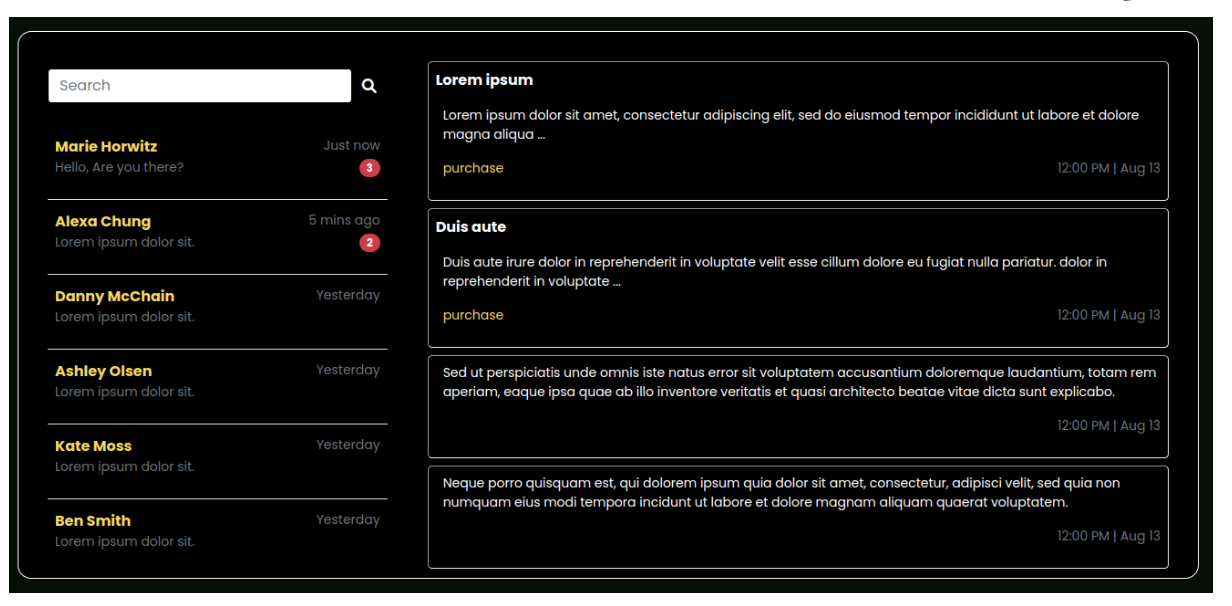 Search
Marie Horwitz
Just now
Hello, Are you there?
3
Alexa Chung
5 mins ago
Lorem ipsum dolor sit.
2
Danny McChain
Yesterday
Lorem ipsum dolor sit.
Ashley Olsen
Yesterday
Lorem ipsum dolor sit.
Kate Moss
Yesterday
Lorem ipsum dolor sit.
Ben Smith
Yesterday
Lorem ipsum dolor sit.
Lorem ipsum
Lorem ipsum dolor sit amet, consectetur adipiscing elit, sed do eiusmod tempor incididunt ut labore et dolore
magna aliqua ...
purchase
12:00 PM | Aug 13
Duis aute
Duis aute irure dolor in reprehenderit in voluptate velit esse cillum dolore eu fugiat nulla pariatur. dolor in
reprehenderit in voluptate ...
purchase
12:00 PM | Aug 13
Sed ut perspiciatis unde omnis iste natus error sit voluptatem accusantium doloremque laudantium, totam rem
aperiam, eaque ipsa quae ab illo inventore veritatis et quasi architecto beatae vitae dicta sunt explicabo.
12:00 PM | Aug 13
Neque porro quisquam est, qui dolorem ipsum quia dolor sit amet, consectetur, adipisci velit, sed quia non
numquam eius modi tempora incidunt ut labore et dolore magnam aliquam quaerat voluptatem.
12:00 PM | Aug 13